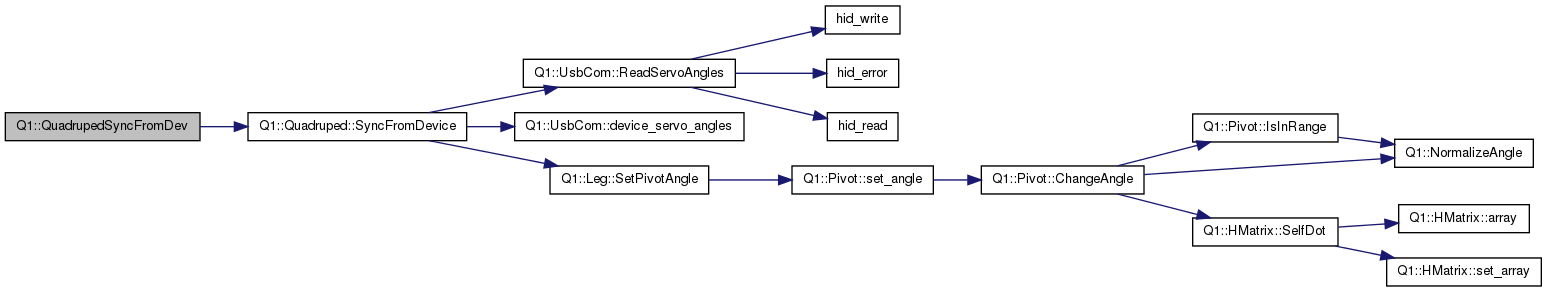 hid_write
Q1::UsbCom::ReadServoAngles
hid_error
Q1::QuadrupedSyncFromDev
Q1::Quadruped::SyncFromDevice
Q1::UsbCom::device_servo_angles
hid_read
Q1::Pivot::IsInRange
Q1::NormalizeAngle
Q1::Leg::SetPivotAngle
Q1::Pivot::set_angle
Q1::Pivot::ChangeAngle
Q1::HMatrix::array
Q1::HMatrix::SelfDot
Q1::HMatrix::set_array